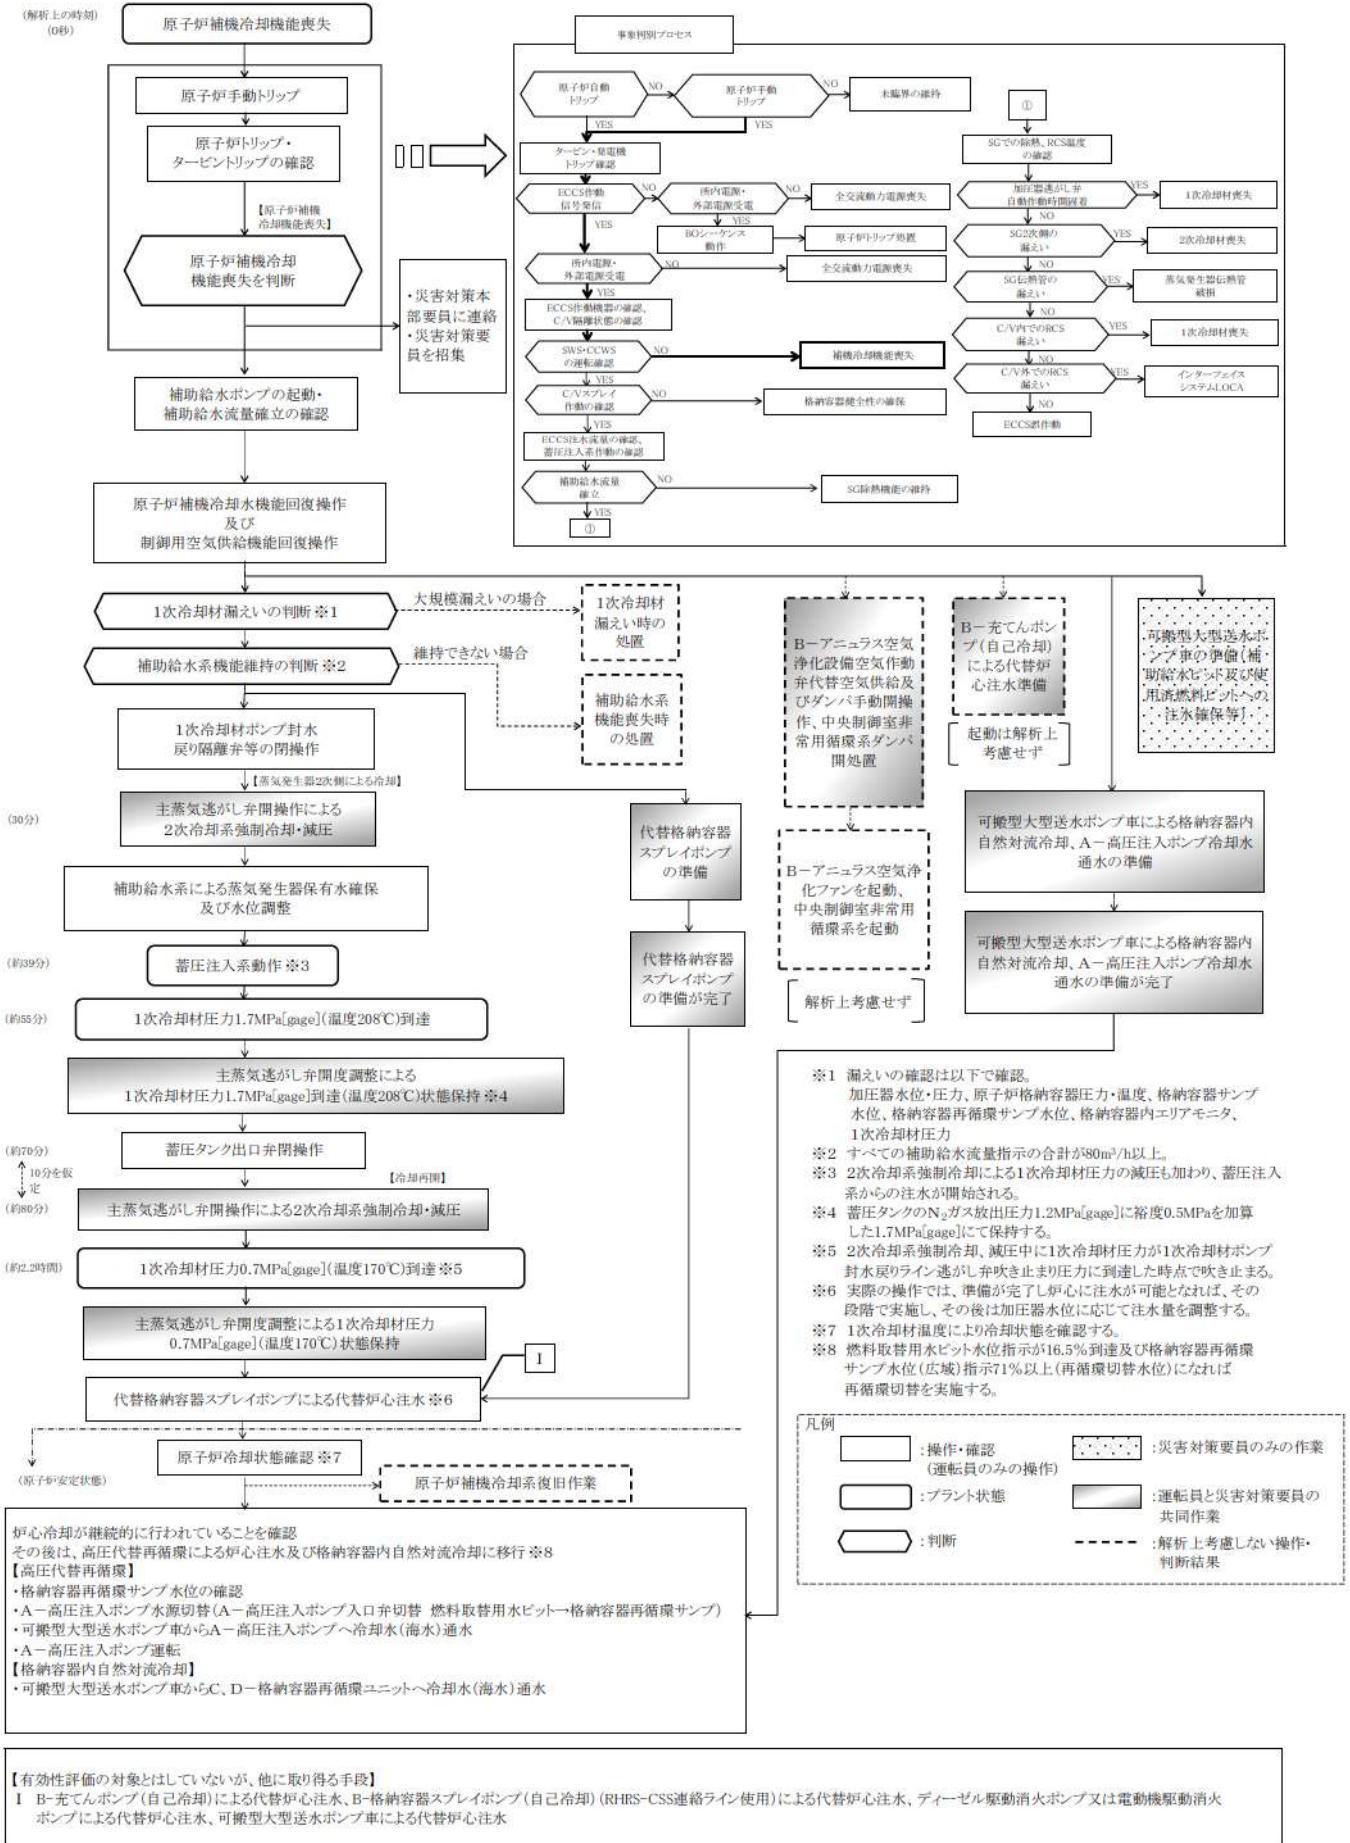 (解析上の時刻)
(0秒)
原子炉補機冷却機能喪失
原子炉手動トリップ
原子炉トリップ・
タービントリップの確認
【原子炉補機
冷却機能喪失】
原子炉補機冷却
機能喪失を判断
・災害対策本
部要員に連絡
・災害対策要
員を招集
補助給水ポンプの起動・
補助給水流量確立の確認
原子炉補機冷却水機能回復操作
及び
制御用空気供給機能回復操作
事象判別プロセス
原子炉自動
トリップ
NO
原子炉手動
トリップ
NO
未臨界の維持
YES
YES
タービン・発電機
トリップ確認
ECCS作動
信号発信
NO
所内電源・
外部電源受電
NO
全交流動力電源喪失
YES
YES
BOシーケンス
動作
原子炉トリップ処置
所内電源・
外部電源受電
NO
全交流動力電源喪失
YES
ECCS作動機器の確認、
C/V隔離状態の確認
SWS・CCWS
の運転確認
NO
補機冷却機能喪失
YES
C/Vスプレイ
作動の確認
NO
格納容器健全性の確保
YES
ECCS注水流量の確認、
蓄圧注入系作動の確認
補助給水流量
確立
NO
SG除熱機能の維持
YES
①
①
SGでの除熱、RCS温度
の確認
加圧器逃がし弁
自動作動時開固着
YES
1次冷却材喪失
NO
SG2次側の
漏えい
YES
2次冷却材喪失
NO
SG伝熱管の
漏えい
YES
蒸気発生器伝熱管
破損
NO
C/V内でのRCS
漏えい
YES
1次冷却材喪失
NO
C/V外でのRCS
漏えい
YES
インターフェイス
システムLOCA
NO
ECCS誤作動
1次冷却材漏えいの判断※1
大規模漏えいの場合
1次冷却材
漏えい時の
処置
補助給水系機能維持の判断※2
維持できない場合
補助給水系
機能喪失時
の処置
1次冷却材ポンプ封水
戻り隔離弁等の閉操作
【蒸気発生器2次側による冷却】
(30分)
主蒸気逃がし弁開操作による
2次冷却系強制冷却・減圧
補助給水系による蒸気発生器保有水確保
及び水位調整
(約39分)
蓄圧注入系動作※3
(約55分)
1次冷却材圧力1.7MPa[gage](温度208℃)到達
主蒸気逃がし弁開度調整による
1次冷却材圧力1.7MPa[gage]到達(温度208℃)状態保持※4
(約70分)
蓄圧タンク出口弁閉操作
10分を仮
定
【冷却再開】
(約80分)
主蒸気逃がし弁開操作による2次冷却系強制冷却・減圧
(約2.2時間)
1次冷却材圧力0.7MPa[gage](温度170℃)到達※5
主蒸気逃がし弁開度調整による1次冷却材圧力
0.7MPa[gage](温度170℃)状態保持
I
代替格納容器スプレイポンプによる代替炉心注水※6
代替格納容器
スプレイポンプ
の準備
代替格納容器
スプレイポンプ
の準備が完了
B-アニュラス空気
浄化設備空気作動
弁代替空気供給及
びダンパ手動開操
作、中央制御室非
常用循環系ダンパ
開処置
B-アニュラス空気浄
化ファンを起動、
中央制御室非常用
循環系を起動
解析上考慮せず
B-充てんポン
プ(自己冷却)
による代替炉
心注水準備
起動は解析上
考慮せず
可搬型大型送水ポ
ンプ車の準備(補
助給水ピット及び使
用済燃料ピットへの
注水確保等)
可搬型大型送水ポンプ車による格納容器内
自然対流冷却、A-高圧注入ポンプ冷却水
通水の準備
可搬型大型送水ポンプ車による格納容器内
自然対流冷却、A-高圧注入ポンプ冷却水
通水の準備が完了
※1 漏えいの確認は以下で確認。
加圧器水位・圧力、原子炉格納容器圧力・温度、格納容器サンプ
水位、格納容器再循環サンプ水位、格納容器内エリアモニタ、
1次冷却材圧力
※2 すべての補助給水流量指示の合計が80m³/h以上。
※3 2次冷却系強制冷却による1次冷却材圧力の減圧も加わり、蓄圧注入
系からの注水が開始される。
※4 蓄圧タンクのN₂ガス放出圧力1.2MPa[gage]に裕度0.5MPaを加算
した1.7MPa[gage]にて保持する。
※5 2次冷却系強制冷却、減圧中に1次冷却材圧力が1次冷却材ポンプ
封水戻りライン逃がし弁吹き止まり圧力に到達した時点で吹き止まる。
※6 実際の操作では、準備が完了し炉心に注水が可能となれば、その
段階で実施し、その後は加圧器水位に応じて注水量を調整する。
※7 1次冷却材温度により冷却状態を確認する。
※8 燃料取替用水ピット水位指示が16.5%到達及び格納容器再循環
サンプ水位(広域)指示71%以上(再循環切替水位)になれば
再循環切替を実施する。
凡例
:操作・確認
(運転員のみの操作)
:災害対策要員のみの作業
:プラント状態
:運転員と災害対策要員の
共同作業
:判断
:解析上考慮しない操作・
判断結果
(原子炉安定状態)
原子炉冷却状態確認※7
原子炉補機冷却系復旧作業
炉心冷却が継続的に行われていることを確認
その後は、高圧代替再循環による炉心注水及び格納容器内自然対流冷却に移行※8
【高圧代替再循環】
・格納容器再循環サンプ水位の確認
・A-高圧注入ポンプ水源切替(A-高圧注入ポンプ入口弁切替 燃料取替用水ピット→格納容器再循環サンプ)
・可搬型大型送水ポンプ車からA-高圧注入ポンプへ冷却水(海水)通水
・A-高圧注入ポンプ運転
【格納容器内自然対流冷却】
・可搬型大型送水ポンプ車からC、D-格納容器再循環ユニットへ冷却水(海水)通水
【有効性評価の対象とはしていないが、他に取り得る手段】
I B-充てんポンプ(自己冷却)による代替炉心注水、B-格納容器スプレイポンプ(自己冷却)(RHRS-CSS連絡ライン使用)による代替炉心注水、ディーゼル駆動消火ポンプ又は電動機駆動消火
ポンプによる代替炉心注水、可搬型大型送水ポンプ車による代替炉心注水